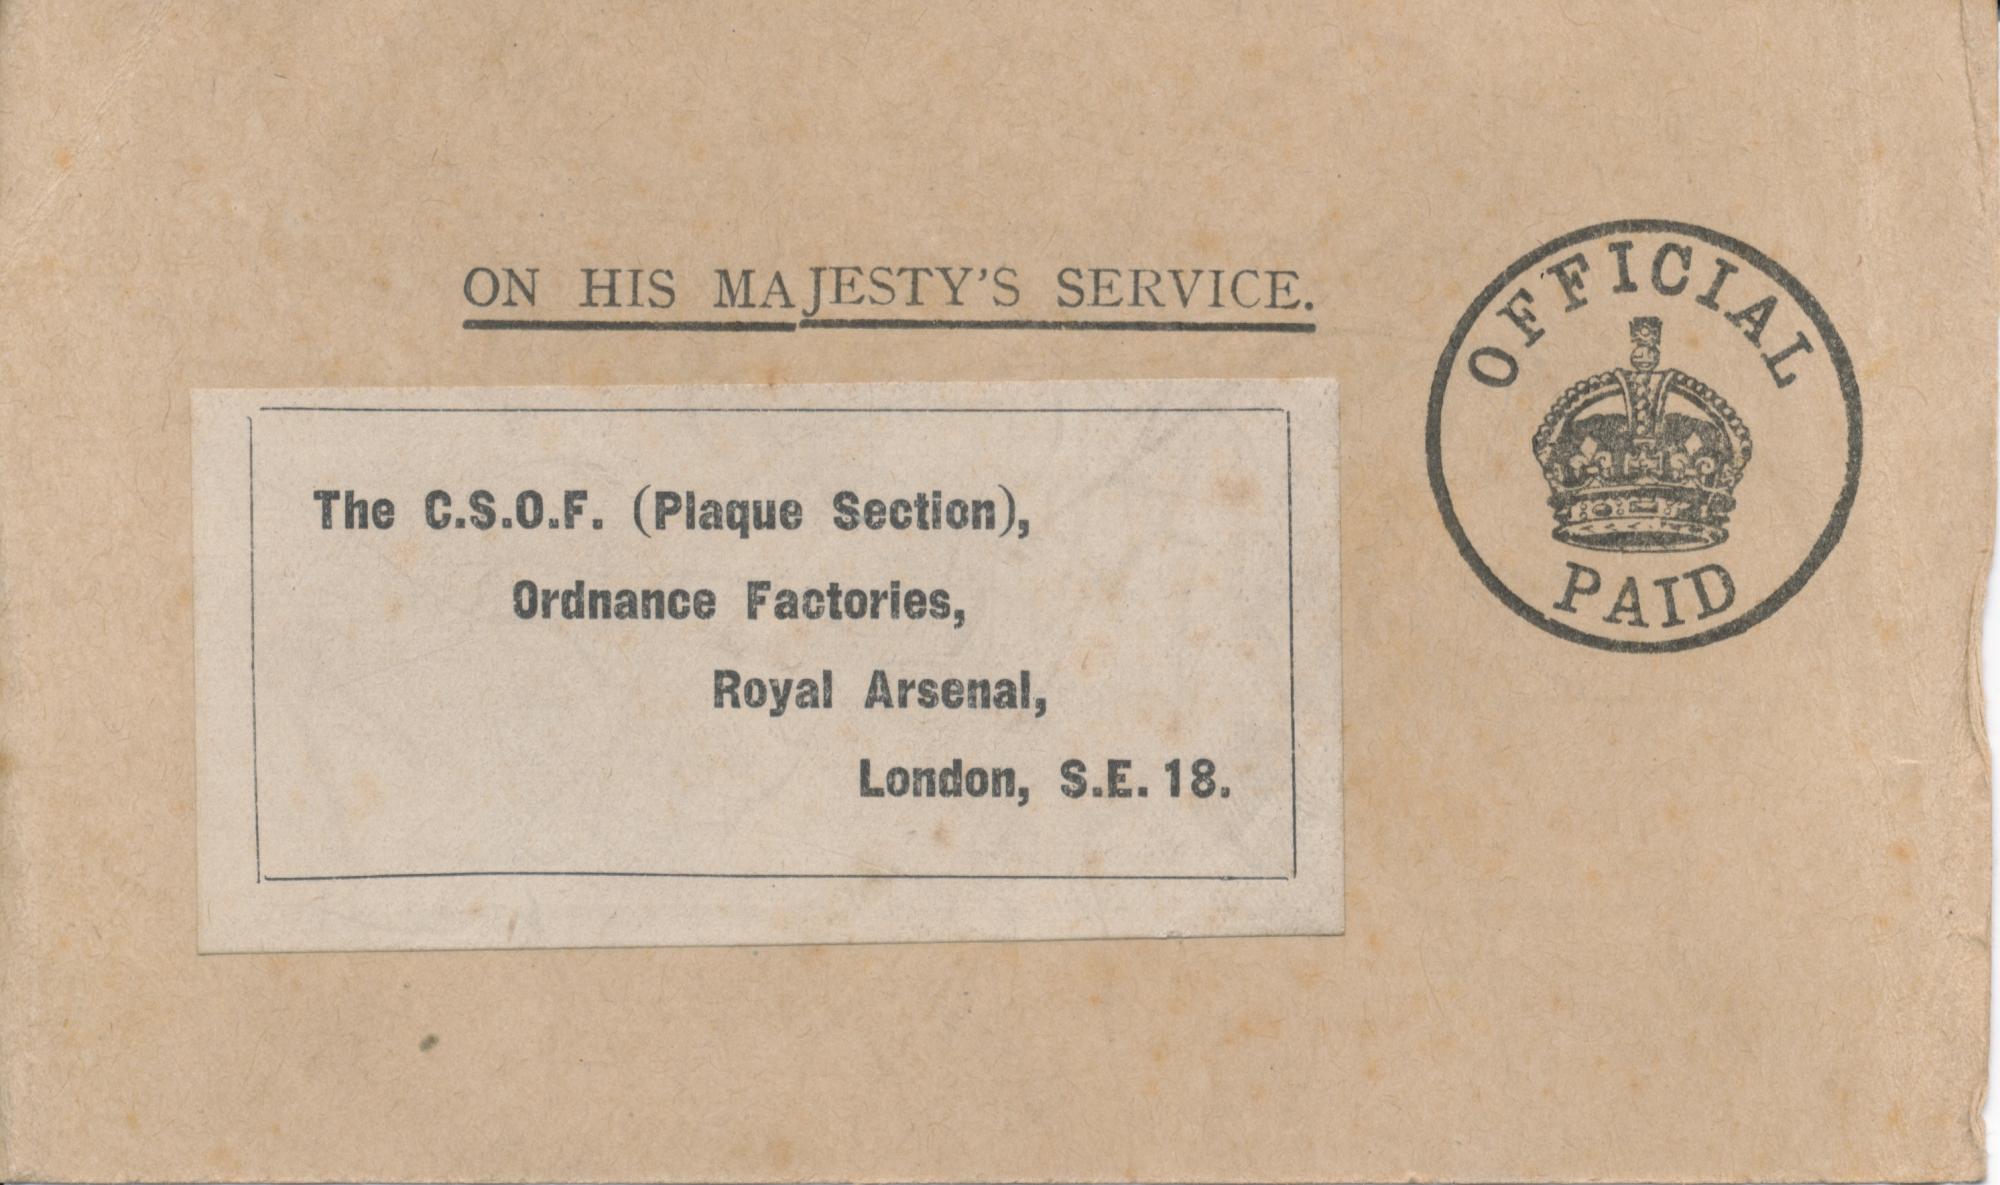 ON HIS MAJESTY'S SERVICE.
OFFICIAL
PAID
The C.S.O.F. (Plaque Section),
Ordnance Factories,
Royal Arsenal,
London, S.E. 18.